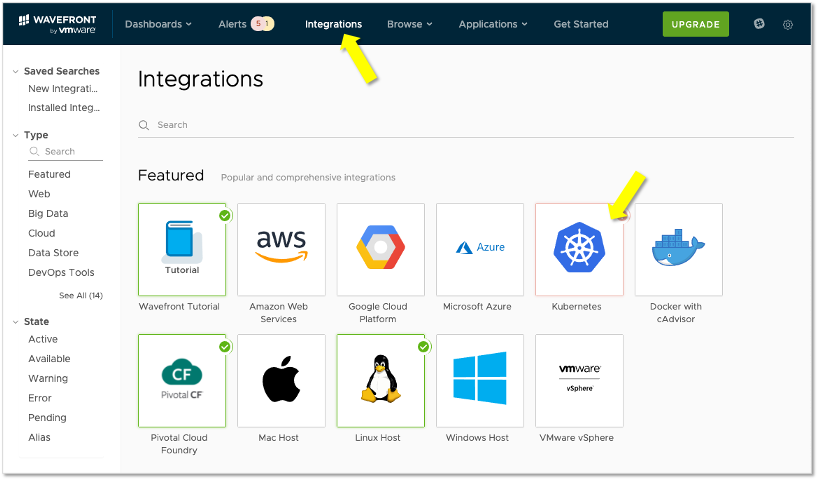 WAVEFRONT
by vmware
Dashboards
Alerts
5 1
Integrations
Browse
Applications
Get Started
UPGRADE
Saved Searches
New Integrati...
Installed Integ...
Type
Search
Featured
Web
Big Data
Cloud
Data Store
DevOps Tools
See All (14)
State
Active
Available
Warning
Error
Pending
Alias
Integrations
Search
Featured
Popular and comprehensive integrations
Tutorial
aws
Azure
Wavefront Tutorial
Amazon Web
Services
Google Cloud
Platform
Microsoft Azure
Kubernetes
Docker with
cAdvisor
CF
Pivotal CF
vmware
vSphere
Pivotal Cloud
Foundry
Mac Host
Linux Host
Windows Host
VMware vSphere